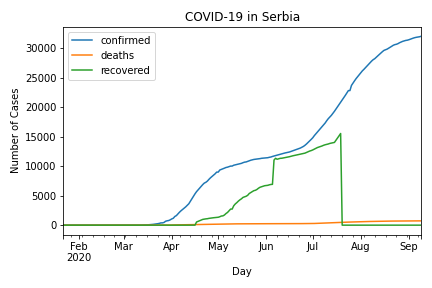 COVID-19 in Serbia
confirmed
deaths
recovered
Number of Cases
30000
25000
20000
15000
10000
5000
0
Feb Mar Apr May Jun Jul Aug Sep
2020
Day